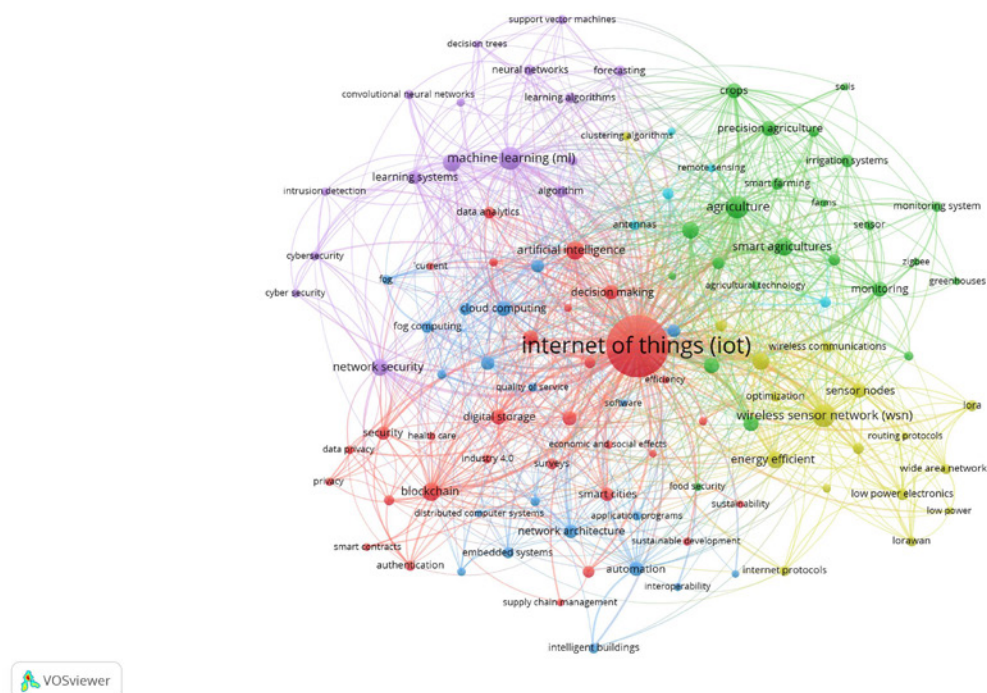 support vector machines
decision trees
neural networks
forecasting
convolutional neural networks
learning algorithms
crops
soils
clustering algorithms
precision agriculture
machine learning (ml)
learning systems
remote sensing
irrigation systems
smart farming
intrusion detection
algorithm
farms
data analytics
agriculture
monitoring system
antennas
sensor
artificial intelligence
smart agricultures
cybersecurity
'current
zigbee
fog
agricultural technology
greenhouses
cyber security
decision making
monitoring
cloud computing
fog computing
internet of things (iot)
wireless communications
network security
efficiency
quality of service
sensor nodes
optimization
software
lora
digital storage
wireless sensor network (wsn)
security
health care
routing protocols
economic and social effects
data privacy
industry 4.0
surveys
energy efficient
wide area network
privacy
blockchain
smart cities
food security
low power electronics
sustainability
distributed computer systems
application programs
low power
network architecture
smart contracts
sustainable development
lorawan
embedded systems
authentication
automation
internet protocols
interoperability
supply chain management
intelligent buildings
VOSviewer